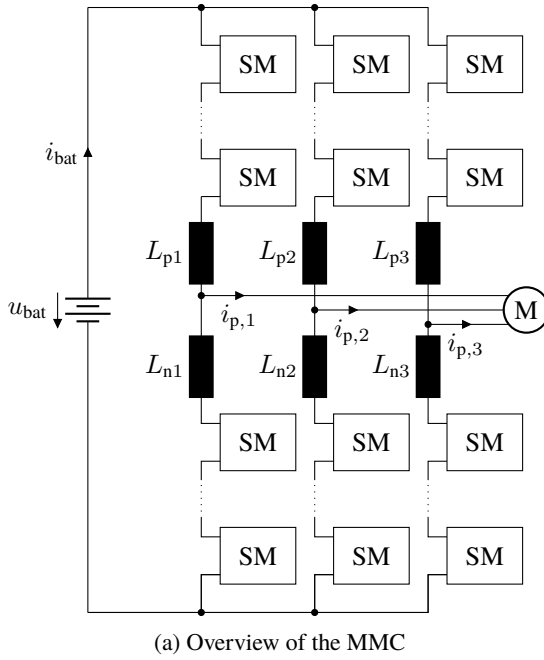 SM SM SM
i_bat
SM SM SM
L_p1 L_p2 L_p3
u_bat
M
i_p,1
i_p,2
i_p,3
L_n1 L_n2 L_n3
SM SM SM
SM SM SM
(a) Overview of the MMC